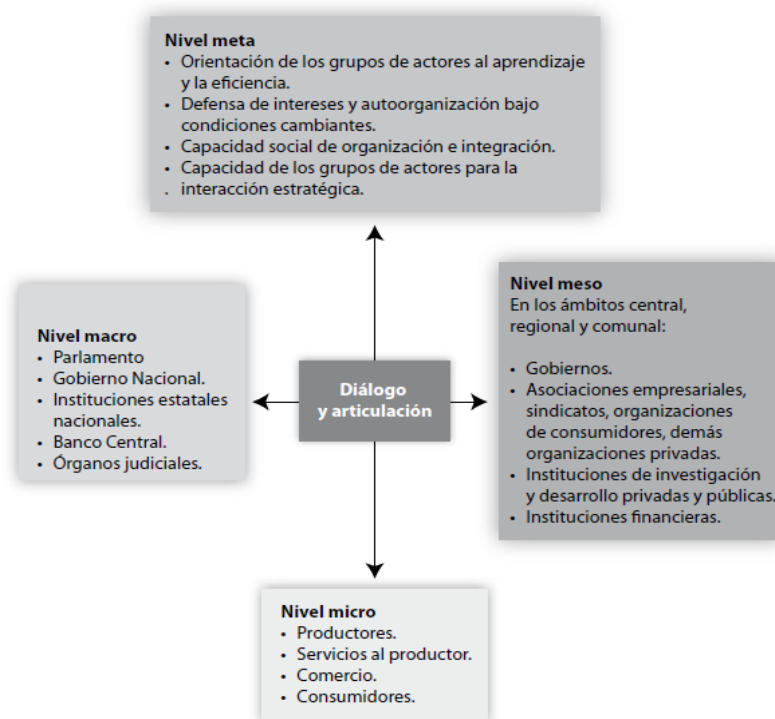 Nivel meta
• Orientación de los grupos de actores al aprendizaje
y la eficiencia.
• Defensa de intereses y autoorganización bajo
condiciones cambiantes.
• Capacidad social de organización e integración.
• Capacidad de los grupos de actores para la
. interacción estratégica.
Nivel macro
• Parlamento
• Gobierno Nacional.
• Instituciones estatales
nacionales.
• Banco Central.
• Órganos judiciales.
Diálogo
y articulación
Nivel meso
En los ámbitos central,
regional y comunal:
• Gobiernos.
• Asociaciones empresariales,
sindicatos, organizaciones
de consumidores, demás
organizaciones privadas.
• Instituciones de investigación
y desarrollo privadas y públicas.
• Instituciones financieras.
Nivel micro
• Productores.
• Servicios al productor.
• Comercio.
• Consumidores.